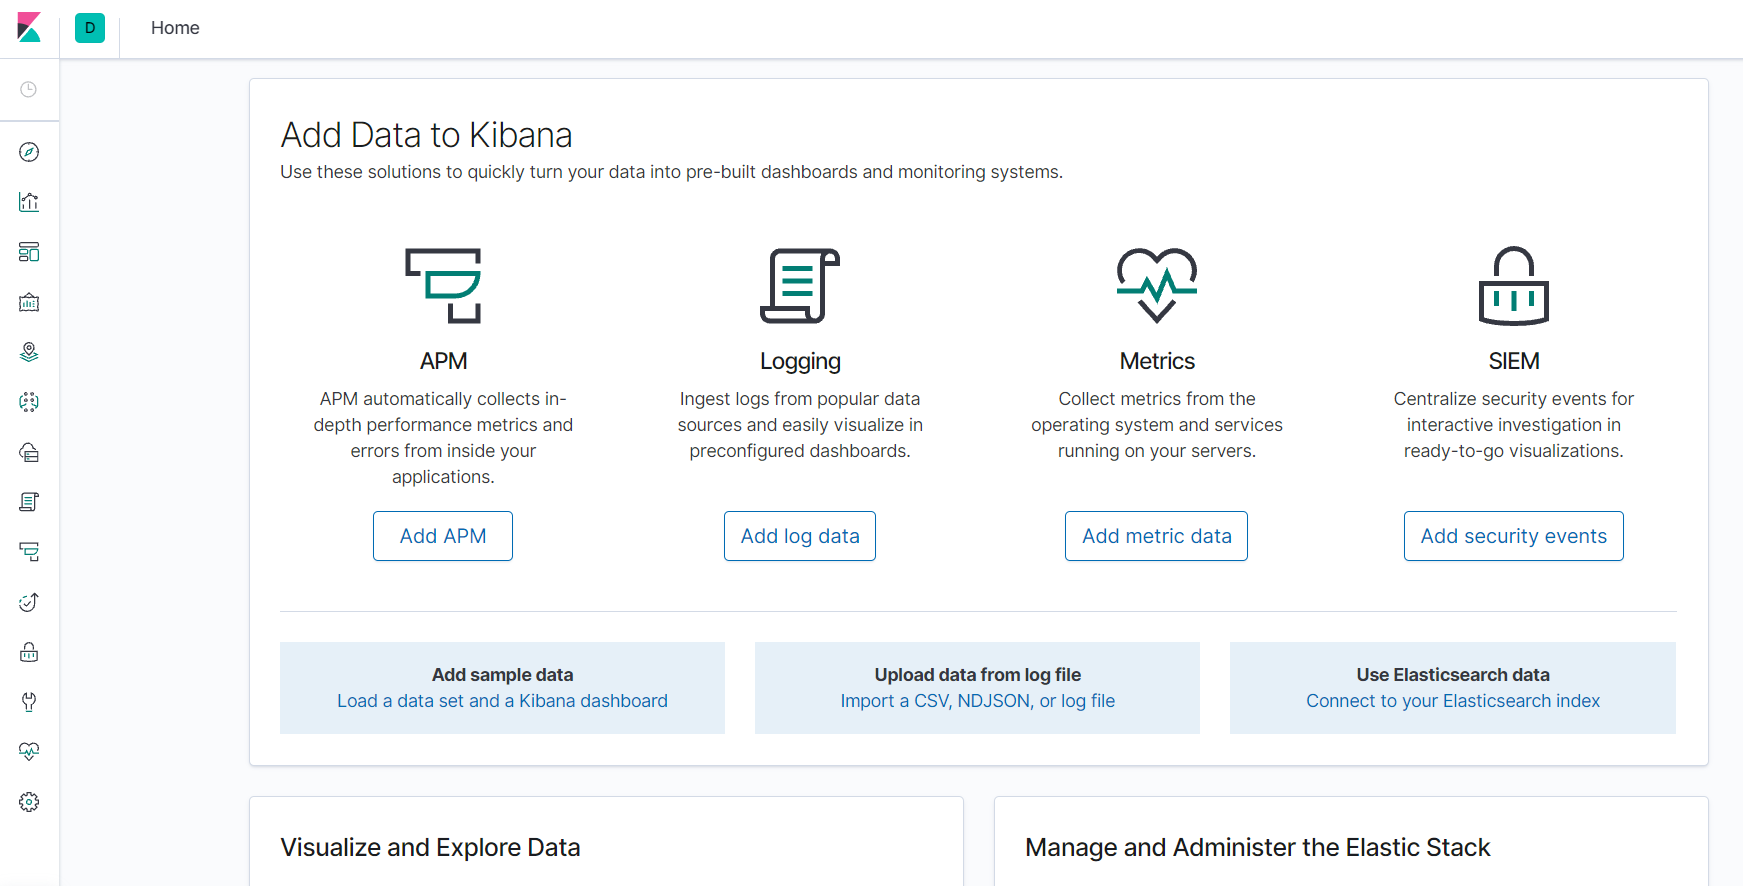 D
Home
Add Data to Kibana
Use these solutions to quickly turn your data into pre-built dashboards and monitoring systems.
APM
APM automatically collects in-
depth performance metrics and
errors from inside your
applications.
Add APM
Logging
Ingest logs from popular data
sources and easily visualize in
preconfigured dashboards.
Add log data
Metrics
Collect metrics from the
operating system and services
running on your servers.
Add metric data
SIEM
Centralize security events for
interactive investigation in
ready-to-go visualizations.
Add security events
Add sample data
Load a data set and a Kibana dashboard
Upload data from log file
Import a CSV, NDJSON, or log file
Use Elasticsearch data
Connect to your Elasticsearch index
Visualize and Explore Data
Manage and Administer the Elastic Stack